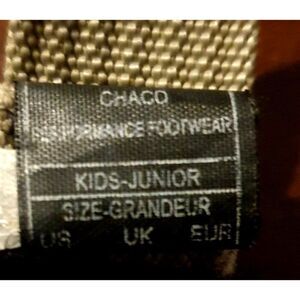 CHACO
PERFORMANCE FOOTWEAR
KIDS-JUNIOR
SIZE-GRANDEUR
US UK EUR